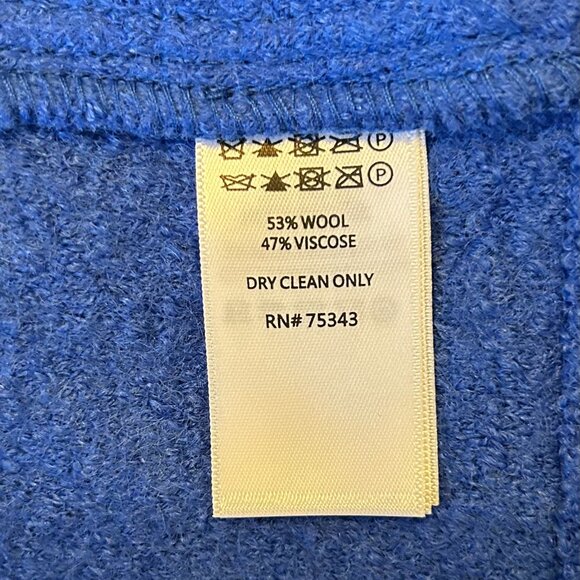 P
P
53% WOOL
47% VISCOSE
DRY CLEAN ONLY
RN# 75343